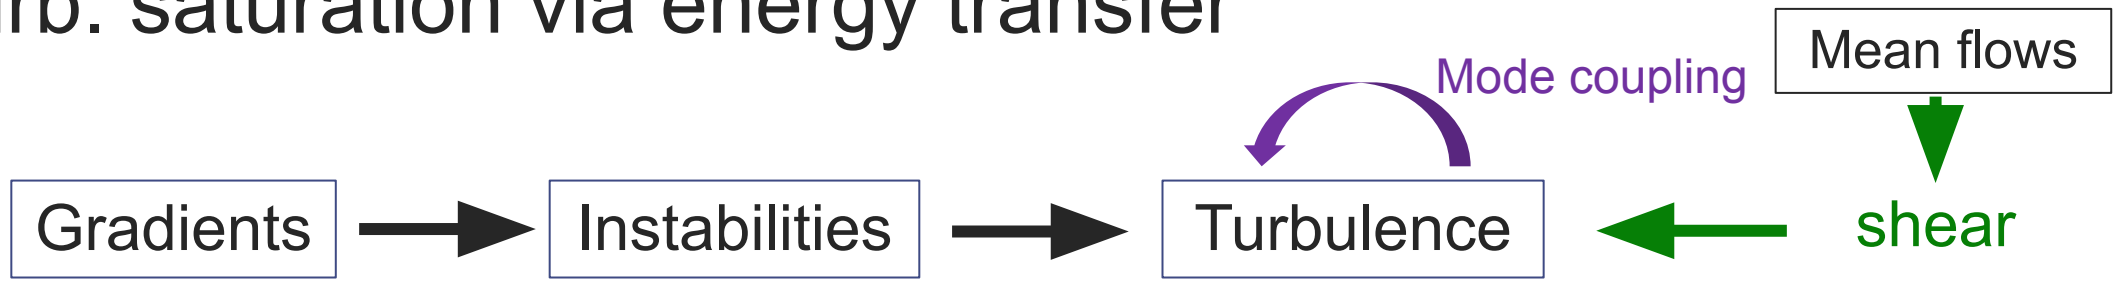 saturation via energy transfer
Mean flows
Mode coupling
Gradients
Instabilities
Turbulence
shear